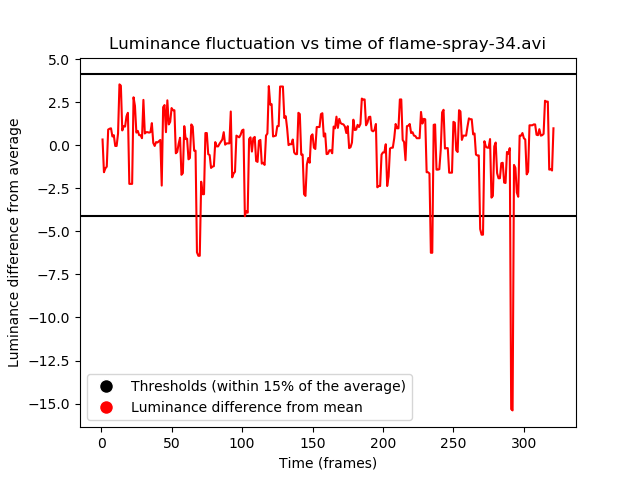 Luminance fluctuation vs time of flame-spray-34.avi
Luminance difference from average
5.0
2.5
0.0
−2.5
−5.0
−7.5
−10.0
−12.5
−15.0
Thresholds (within 15% of the average)
Luminance difference from mean
0 50 100 150 200 250 300
Time (frames)